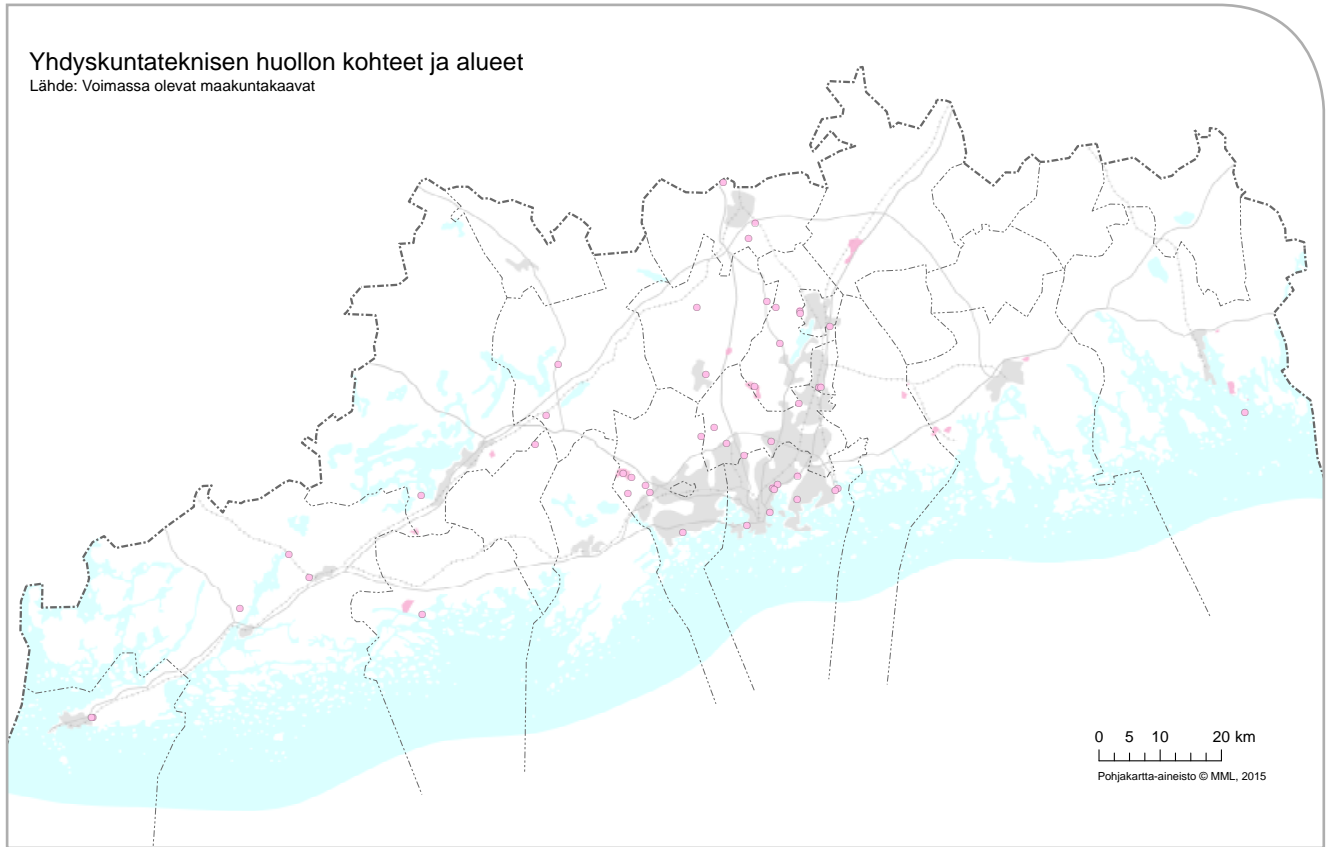 Yhdyskuntateknisen huollon kohteet ja alueet
Lähde: Voimassa olevat maakuntakaavat
0 5 10 20 km
Pohjakartta-aineisto © MML, 2015